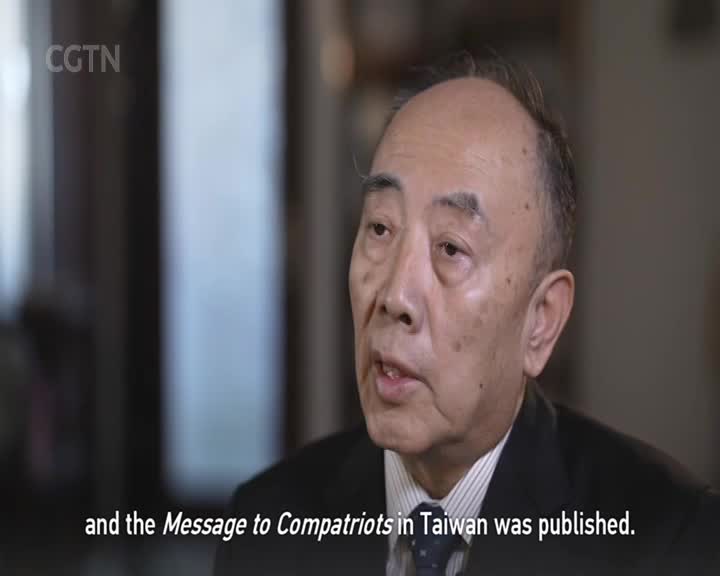 CGTN
and the Message to Compatriots in Taiwan was published.